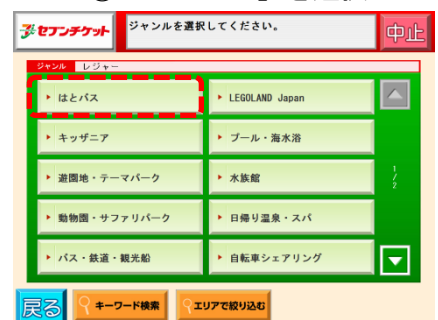 セブンチケット
ジャンルを選択してください。
中止
ジャンル レジャー
はとバス
LEGOLAND Japan
キッザニア
プール・海水浴
遊園地・テーマパーク
水族館
1/2
動物園・サファリパーク
日帰り温泉・スパ
バス・鉄道・観光船
自転車シェアリング
戻る
キーワード検索
エリアで絞り込む